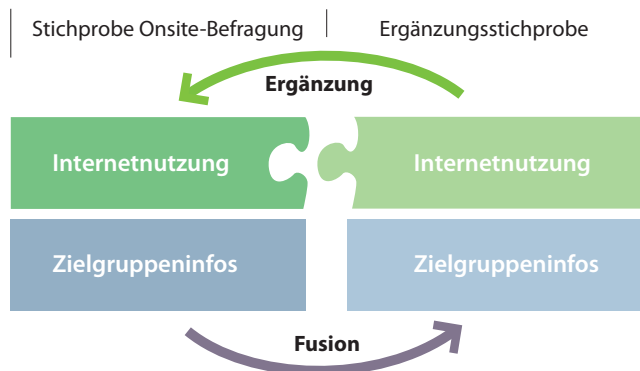 Stichprobe Onsite-Befragung
Ergänzungsstichprobe
Ergänzung
Internetnutzung
Internetnutzung
Zielgruppeninfos
Zielgruppeninfos
Fusion